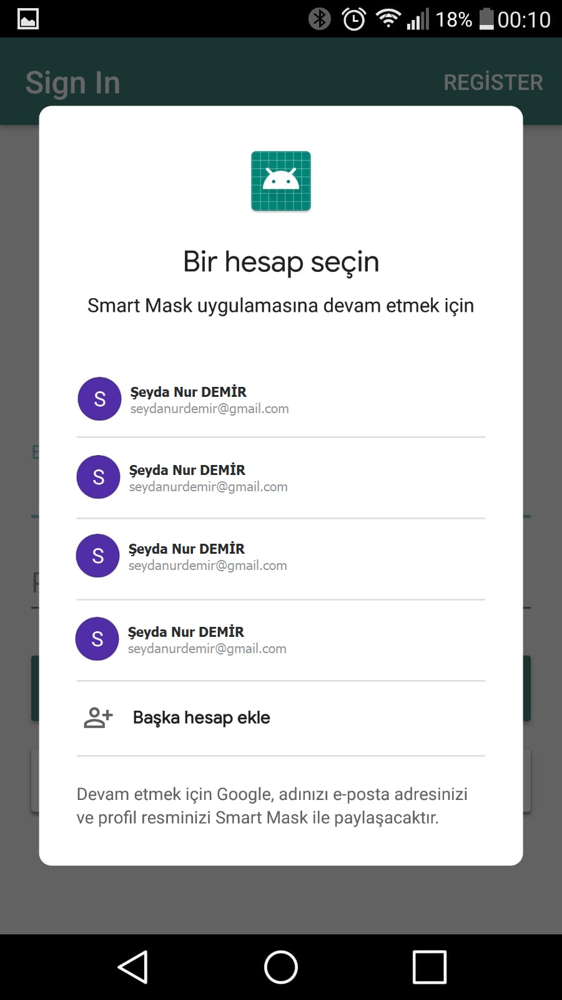 18% 00:10
Sign In REGİSTER
Bir hesap seçin
Smart Mask uygulamasına devam etmek için
S Şeyda Nur DEMİR
seydanurdemir@gmail.com
S Şeyda Nur DEMİR
seydanurdemir@gmail.com
S Şeyda Nur DEMİR
seydanurdemir@gmail.com
S Şeyda Nur DEMİR
seydanurdemir@gmail.com
Başka hesap ekle
Devam etmek için Google, adınızı e-posta adresinizi
ve profil resminizi Smart Mask ile paylaşacaktır.